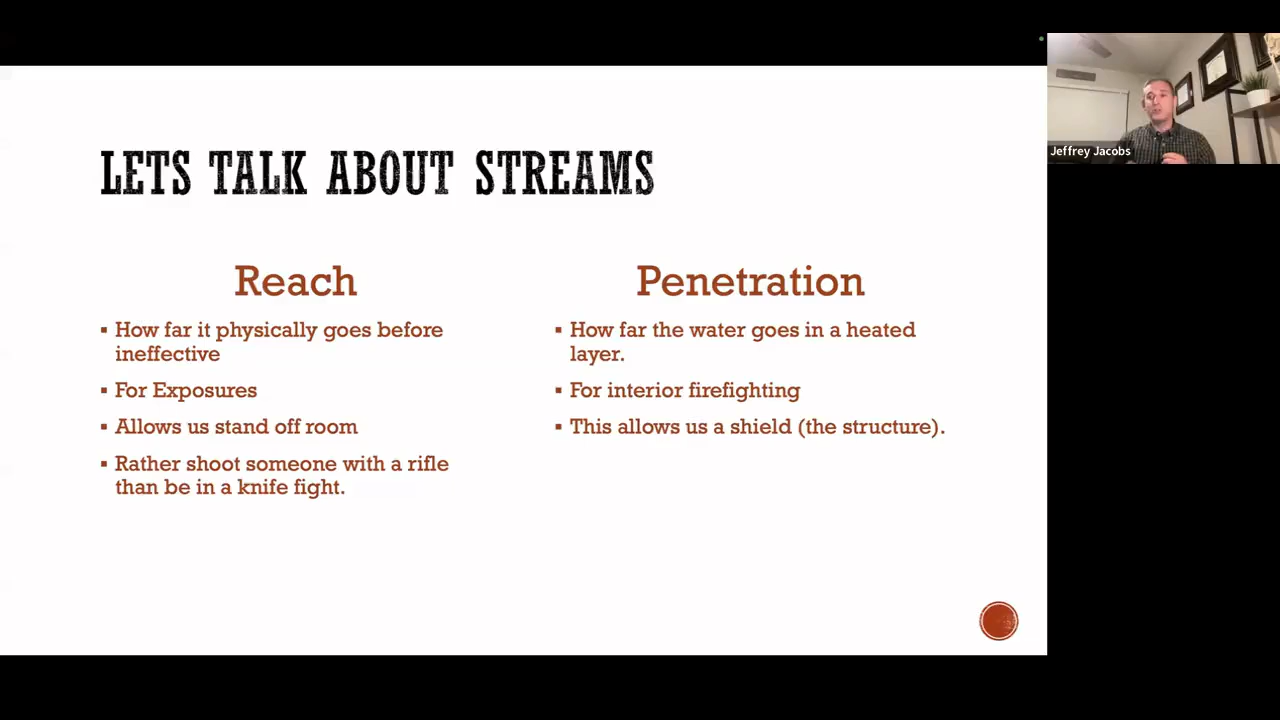 LETS TALK ABOUT STREAMS
Reach
▪ How far it physically goes before
ineffective
▪ For Exposures
▪ Allows us stand off room
▪ Rather shoot someone with a rifle
than be in a knife fight.
Penetration
▪ How far the water goes in a heated
layer.
▪ For interior firefighting
▪ This allows us a shield (the structure).
Jeffrey Jacobs